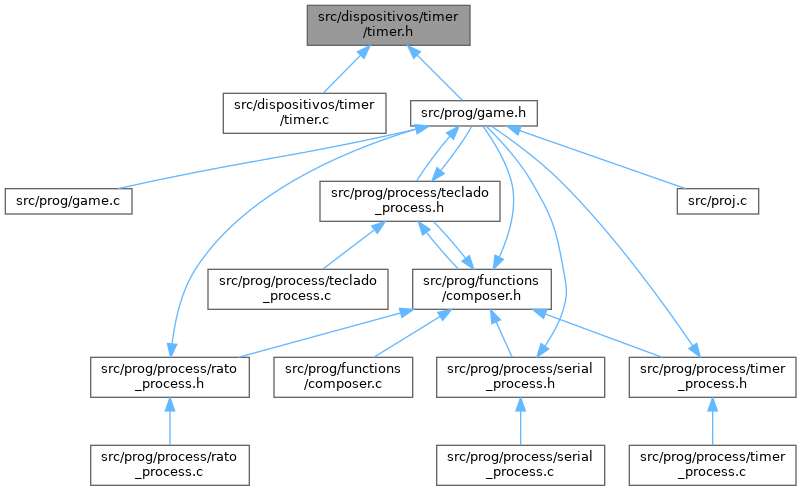 src/dispositivos/timer
/timer.h
src/dispositivos/timer
/timer.c
src/prog/game.h
src/prog/game.c
src/prog/process/teclado
_process.h
src/proj.c
src/prog/process/teclado
_process.c
src/prog/functions
/composer.h
src/prog/process/rato
_process.h
src/prog/functions
/composer.c
src/prog/process/serial
_process.h
src/prog/process/timer
_process.h
src/prog/process/rato
_process.c
src/prog/process/serial
_process.c
src/prog/process/timer
_process.c